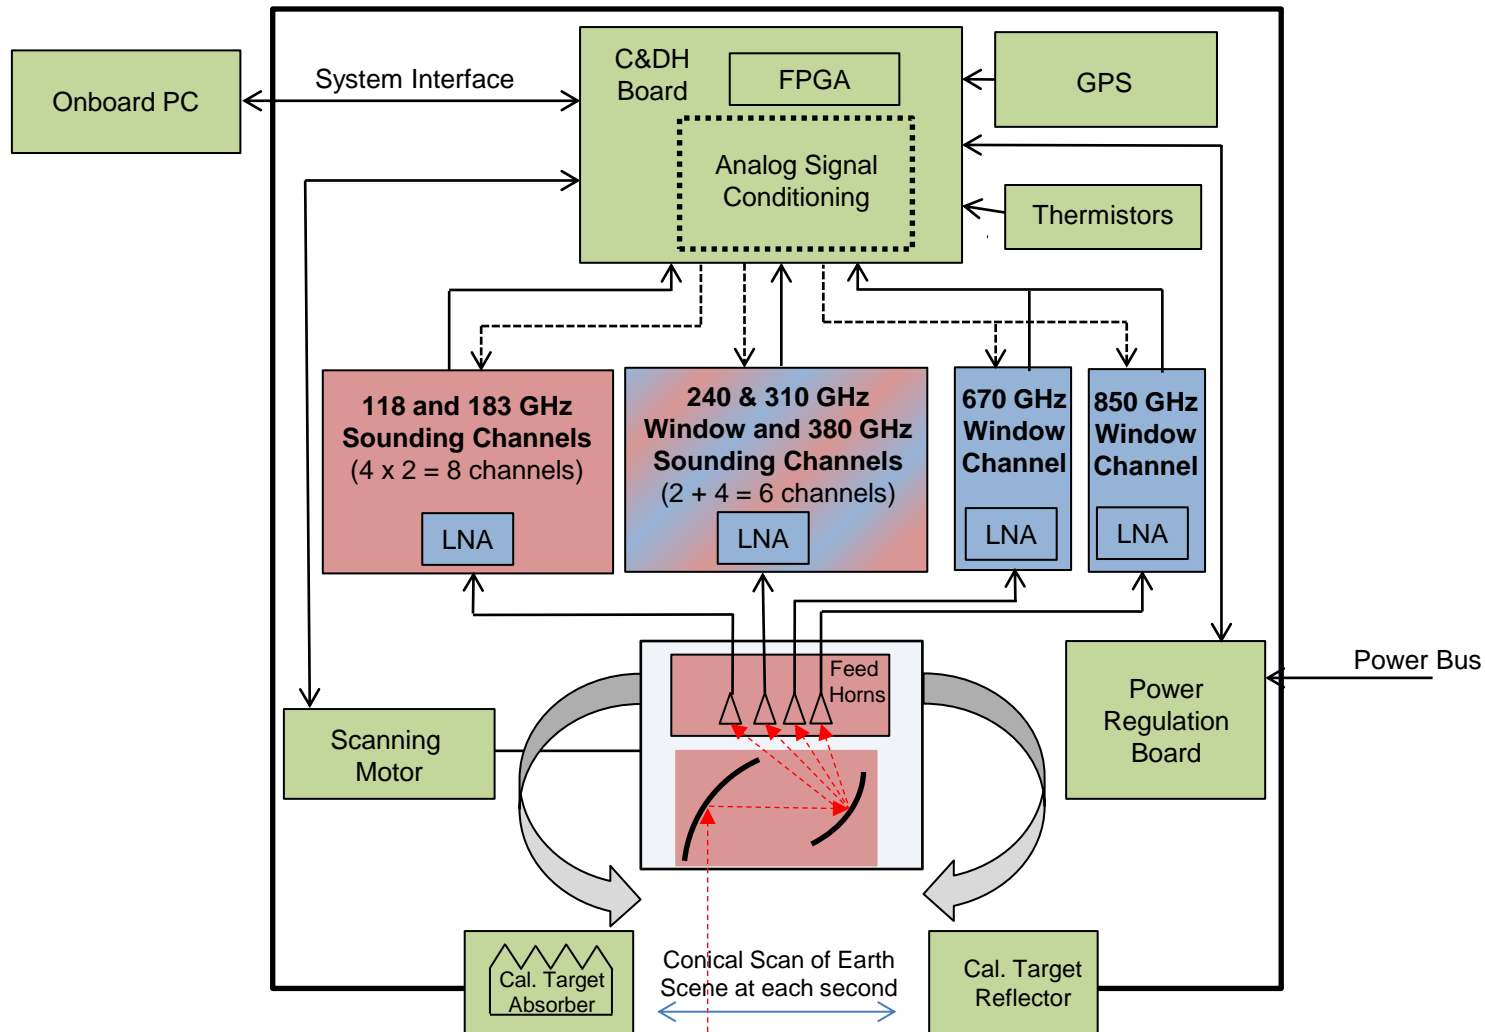 Onboard PC
System Interface
C&DH
Board
FPGA
Analog Signal
Conditioning
GPS
Thermistors
118 and 183 GHz
Sounding Channels
(4 x 2 = 8 channels)
LNA
240 & 310 GHz
Window and 380 GHz
Sounding Channels
(2 + 4 = 6 channels)
LNA
670 GHz
Window
Channel
LNA
850 GHz
Window
Channel
LNA
Feed
Horns
Scanning
Motor
Power
Regulation
Board
Power Bus
Cal. Target
Absorber
Conical Scan of Earth
Scene at each second
Cal. Target
Reflector